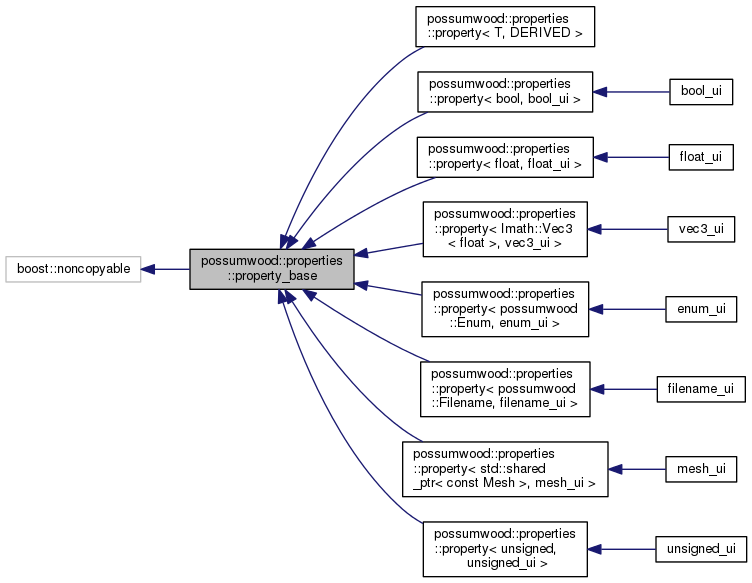 possumwood::properties
::property< T, DERIVED >
possumwood::properties
::property< bool, bool_ui >
bool_ui
possumwood::properties
::property< float, float_ui >
float_ui
possumwood::properties
::property< Imath::Vec3
< float >, vec3_ui >
vec3_ui
boost::noncopyable
possumwood::properties
::property_base
possumwood::properties
::property< possumwood
::Enum, enum_ui >
enum_ui
possumwood::properties
::property< possumwood
::Filename, filename_ui >
filename_ui
possumwood::properties
::property< std::shared
_ptr< const Mesh >, mesh_ui >
mesh_ui
possumwood::properties
::property< unsigned,
unsigned_ui >
unsigned_ui